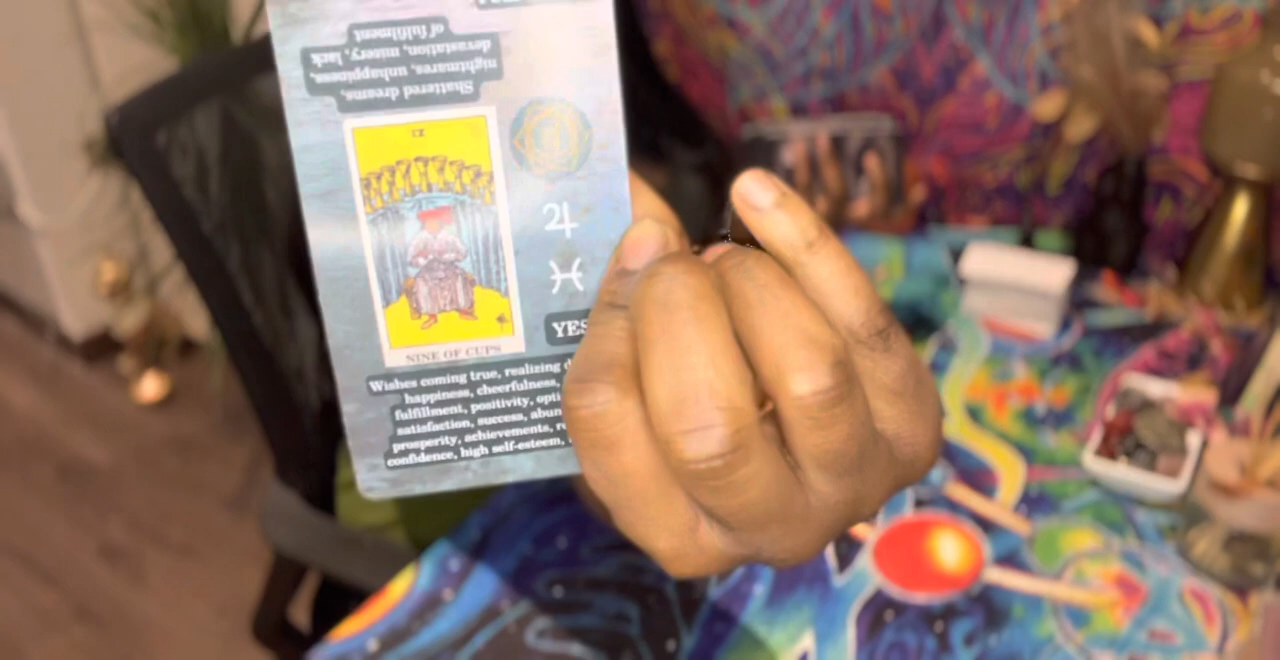 Shattered dreams,
nightmares, unhappiness,
devastation, misery, lack
of fulfilment
IX
NINE OF CUPS
YES
Wishes coming true, realizing
happiness, cheerfulness,
fulfillment, positivity,
satisfaction, success,
prosperity, achievements,
confidence, high self-esteem,